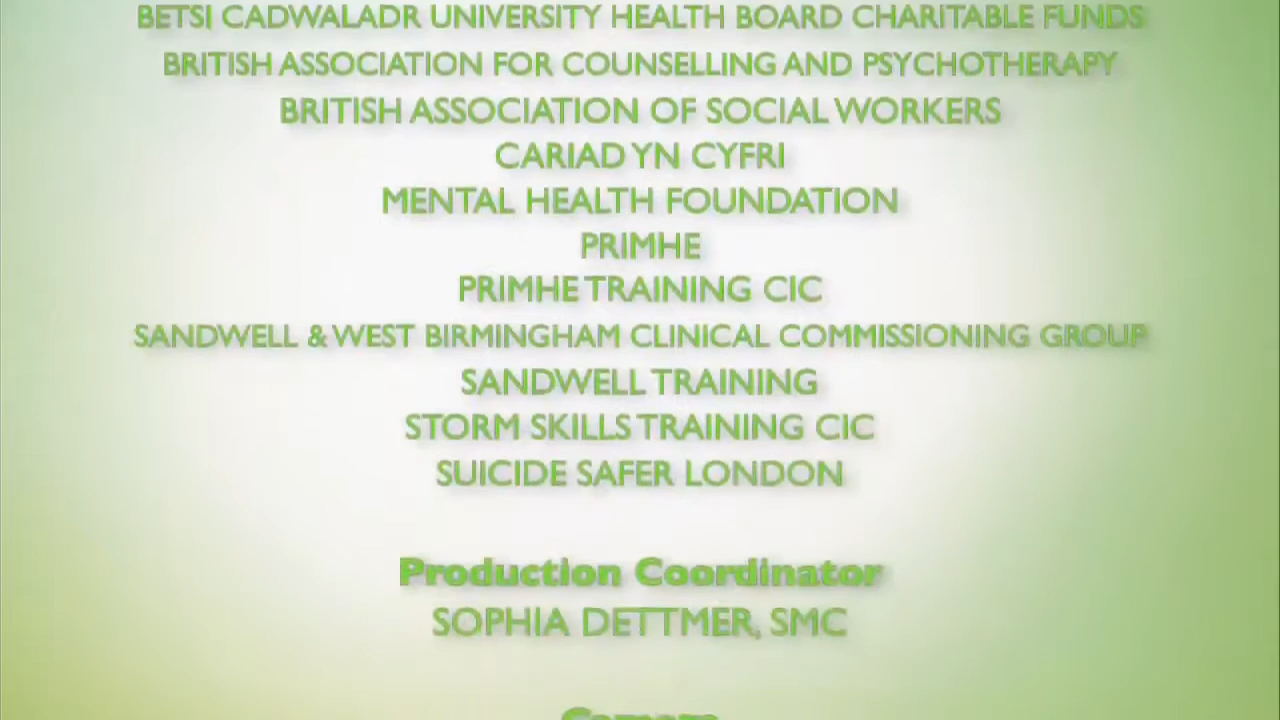 BETSI CADWALADR UNIVERSITY HEALTH BOARD CHARITABLE FUNDS
BRITISH ASSOCIATION FOR COUNSELLING AND PSYCHOTHERAPY
BRITISH ASSOCIATION OF SOCIAL WORKERS
CARIAD YN CYFRI
MENTAL HEALTH FOUNDATION
PRIMHE
PRIMHE TRAINING CIC
SANDWELL & WEST BIRMINGHAM CLINICAL COMMISSIONING GROUP
SANDWELL TRAINING
STORM SKILLS TRAINING CIC
SUICIDE SAFER LONDON
Production Coordinator
SOPHIA DETTMER, SMC